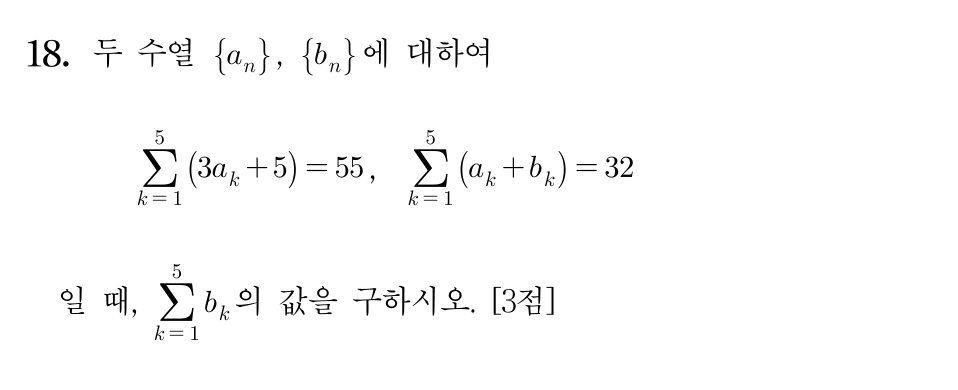 18. 두 수열 {aₙ}, {bₙ}에 대하여
∑_{k=1}^{5} (3a_k + 5) = 55, ∑_{k=1}^{5} (a_k + b_k) = 32
일 때, ∑_{k=1}^{5} b_k의 값을 구하시오. [3점]